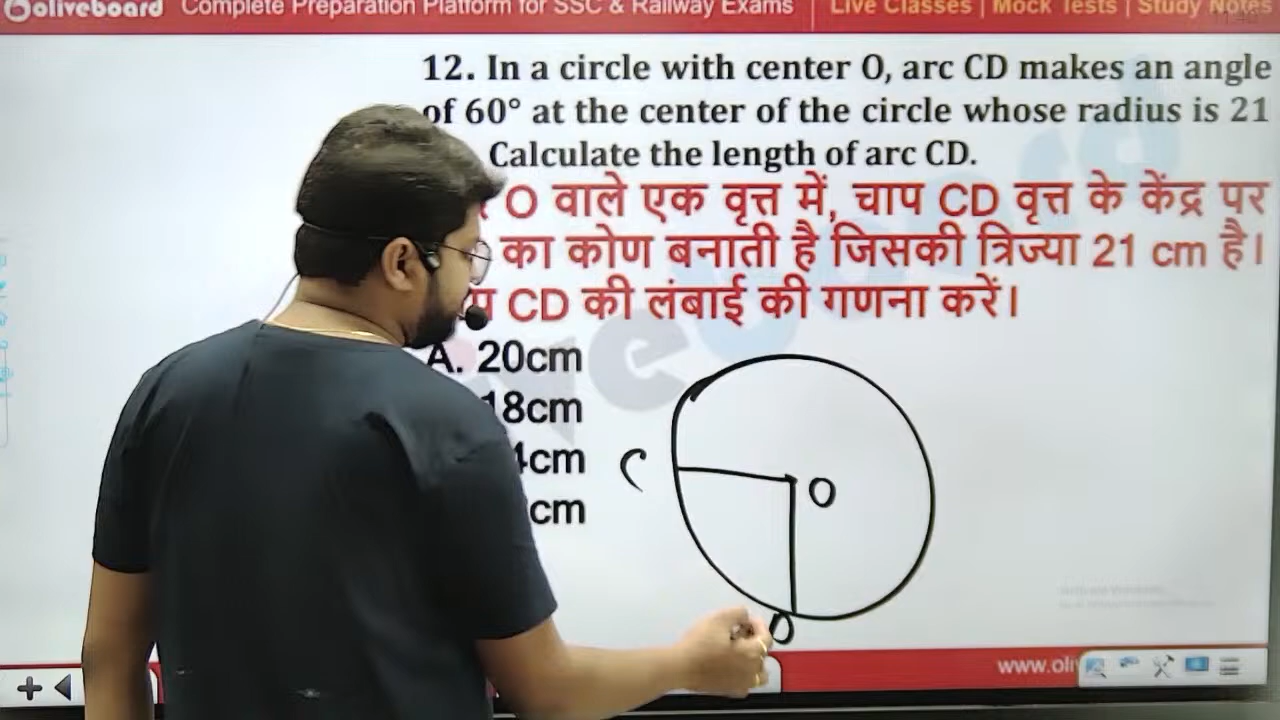 oliveboard Complete Preparation Platform for SSC & Railway Exams Live Classes | Mock Tests | Study Notes
12. In a circle with center O, arc CD makes an angle
of 60° at the center of the circle whose radius is 21
Calculate the length of arc CD.
O वाले एक वृत्त में, चाप CD वृत्त के केंद्र पर
का कोण बनाती है जिसकी त्रिज्या 21 cm है।
CD की लंबाई की गणना करें।
A. 20cm
18cm
4cm
cm
C
O
D
www.oli